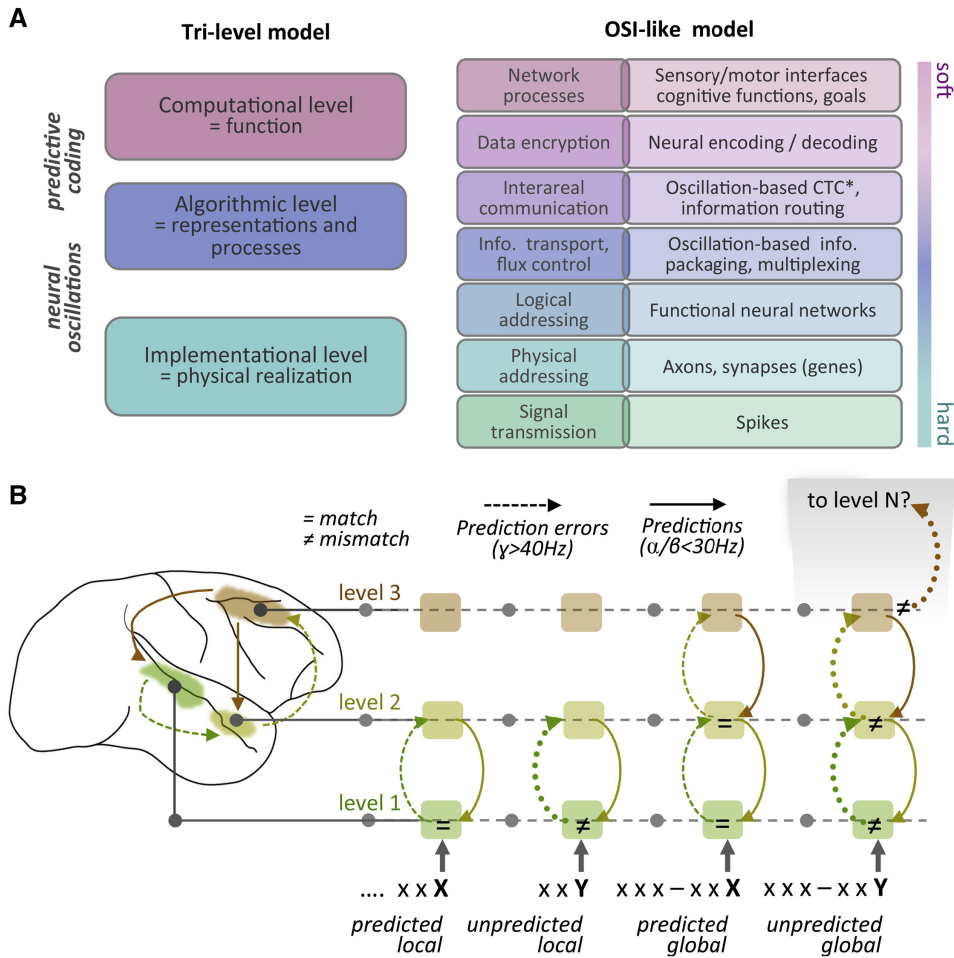 A
Tri-level model
OSI-like model
predictive
coding
neural
oscillations
Computational level
= function
Algorithmic level
= representations and
processes
Implementational level
= physical realization
Network
processes
Sensory/motor interfaces
cognitive functions, goals
Data encryption
Neural encoding / decoding
Interareal
communication
Oscillation-based CTC*,
information routing
Info. transport,
flux control
Oscillation-based info.
packaging, multiplexing
Logical
addressing
Functional neural networks
Physical
addressing
Axons, synapses (genes)
Signal
transmission
Spikes
soft
hard
B
= match
≠ mismatch
Prediction errors
(γ>40Hz)
Predictions
(α/β<30Hz)
to level N?
level 3
≠
level 2
= ≠
level 1
= ≠ = ≠
.... x x X
x x Y
x x x – x x X
x x x – x x Y
predicted
local
unpredicted
local
predicted
global
unpredicted
global